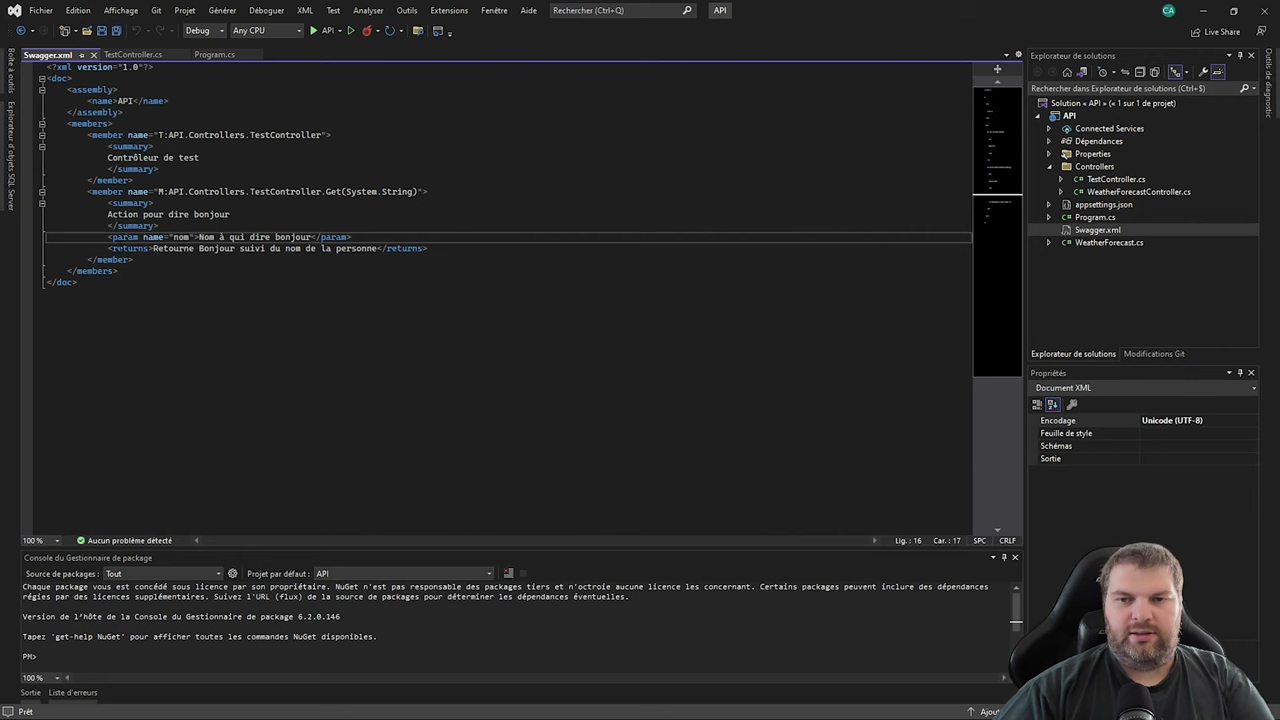 Fichier Edition Affichage Git Projet Générer Déboguer XML Test Analyser Outils Extensions Fenêtre Aide Rechercher (Ctrl+Q) API CA
Debug Any CPU API Live Share
Boîte à outils
Explorateur d'objets SQL Server
Swagger.xml TestController.cs Program.cs
<?xml version="1.0"?>
<doc>
<assembly>
<name>API</name>
</assembly>
<members>
<member name="T:API.Controllers.TestController">
<summary>
Contrôleur de test
</summary>
</member>
<member name="M:API.Controllers.TestController.Get(System.String)">
<summary>
Action pour dire bonjour
</summary>
<param name="nom">Nom à qui dire bonjour</param>
<returns>Retourne Bonjour suivi du nom de la personne</returns>
</member>
</members>
</doc>
100 % Aucun problème détecté Lig. : 16 Car. : 17 SPC CRLF
Console du Gestionnaire de package
Source de packages : Tout Projet par défaut : API
Chaque package vous est concédé sous licence par son propriétaire. NuGet n'est pas responsable des packages tiers et n'octroie aucune licence les concernant. Certains packages peuvent inclure des dépendances
régies par des licences supplémentaires. Suivez l'URL (flux) de la source de packages pour déterminer les dépendances éventuelles.
Version de l'hôte de la Console du Gestionnaire de package 6.2.0.146
Tapez 'get-help NuGet' pour afficher toutes les commandes NuGet disponibles.
PM>
100 %
Sortie Liste d'erreurs
Prêt
Explorateur de solutions
Rechercher dans Explorateur de solutions (Ctrl+$)
Solution « API » (« 1 sur 1 de projet)
API
Connected Services
Dépendances
Properties
Controllers
TestController.cs
WeatherForecastController.cs
appsettings.json
Program.cs
Swagger.xml
WeatherForecast.cs
Explorateur de solutions Modifications Git
Propriétés
Document XML
Encodage Unicode (UTF-8)
Feuille de style
Schémas
Sortie
Outils de diagnostic